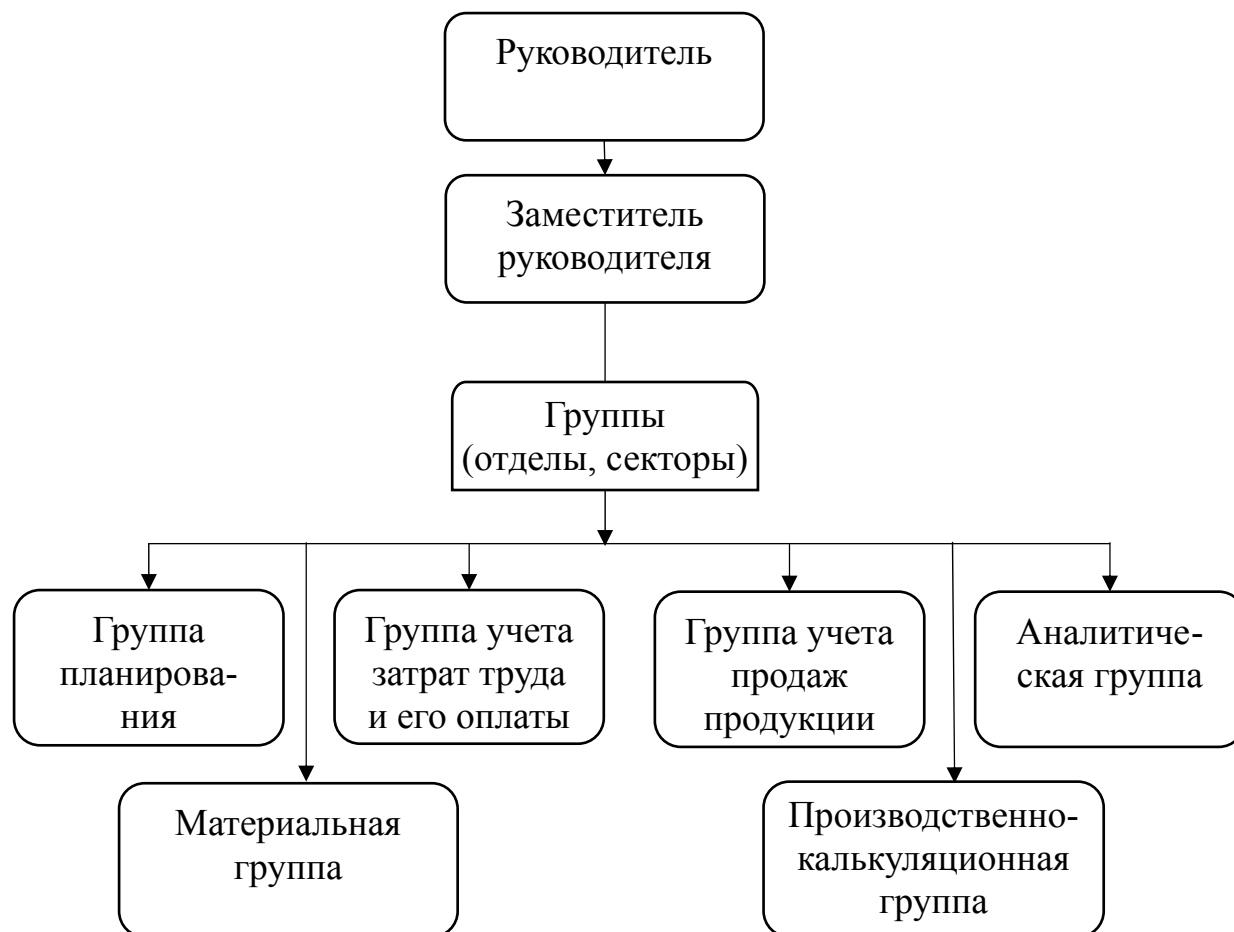 Руководитель
Заместитель
руководителя
Группы
(отделы, секторы)
Группа
планирова-
ния
Группа учета
затрат труда
и его оплаты
Группа учета
продаж
продукции
Аналитиче-
ская группа
Материальная
группа
Производственно-
калькуляционная
группа